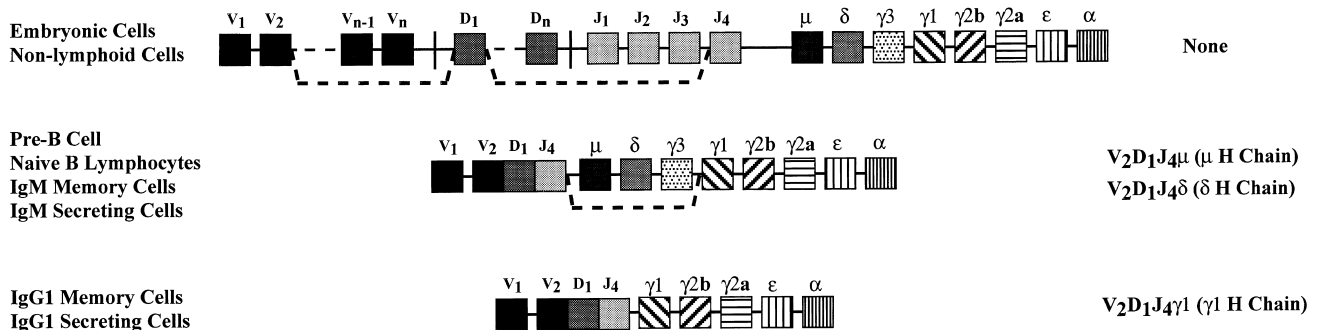 V1 V2 Vn-1 Vn D1 Dn J1 J2 J3 J4 μ δ γ3 γ1 γ2b γ2a ε α
Embryonic Cells
Non-lymphoid Cells
None
Pre-B Cell
Naive B Lymphocytes
IgM Memory Cells
IgM Secreting Cells
V1 V2 D1 J4 μ δ γ3 γ1 γ2b γ2a ε α
V2D1J4μ (μ H Chain)
V2D1J4δ (δ H Chain)
V1 V2 D1 J4 γ1 γ2b γ2a ε α
IgG1 Memory Cells
IgG1 Secreting Cells
V2D1J4γ1 (γ1 H Chain)